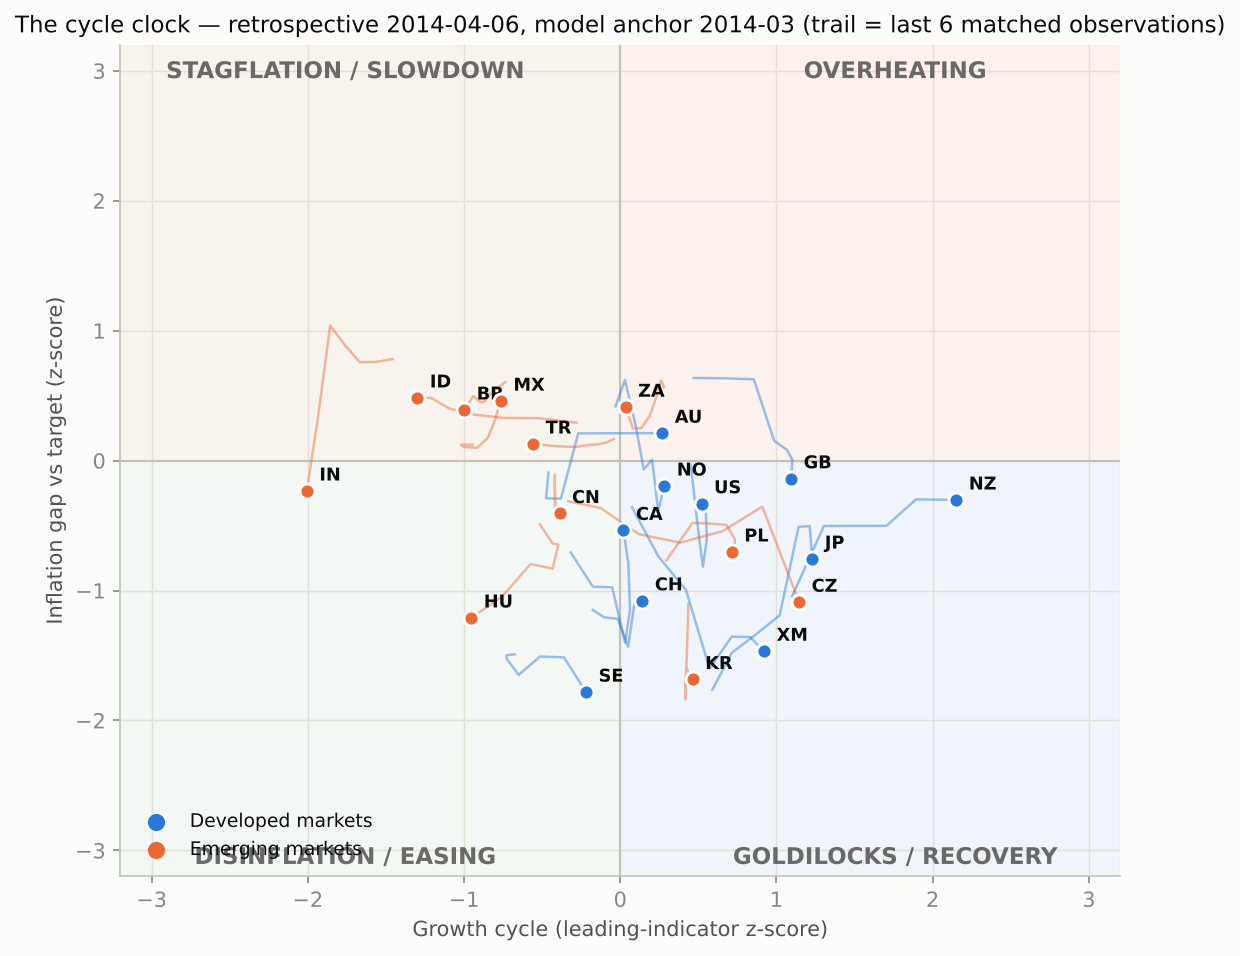 The cycle clock — retrospective 2014-04-06, model anchor 2014-03 (trail = last 6 matched observations)
STAGFLATION / SLOWDOWN
OVERHEATING
3
2
1
0
−1
−2
−3
Inflation gap vs target (z-score)
ID
BR
MX
ZA
AU
TR
IN
NO
GB
US
NZ
CN
CA
PL
JP
CH
CZ
HU
XM
KR
SE
Developed markets
Emerging markets
DISINFLATION / EASING
GOLDILOCKS / RECOVERY
−3
−2
−1
0
1
2
3
Growth cycle (leading-indicator z-score)